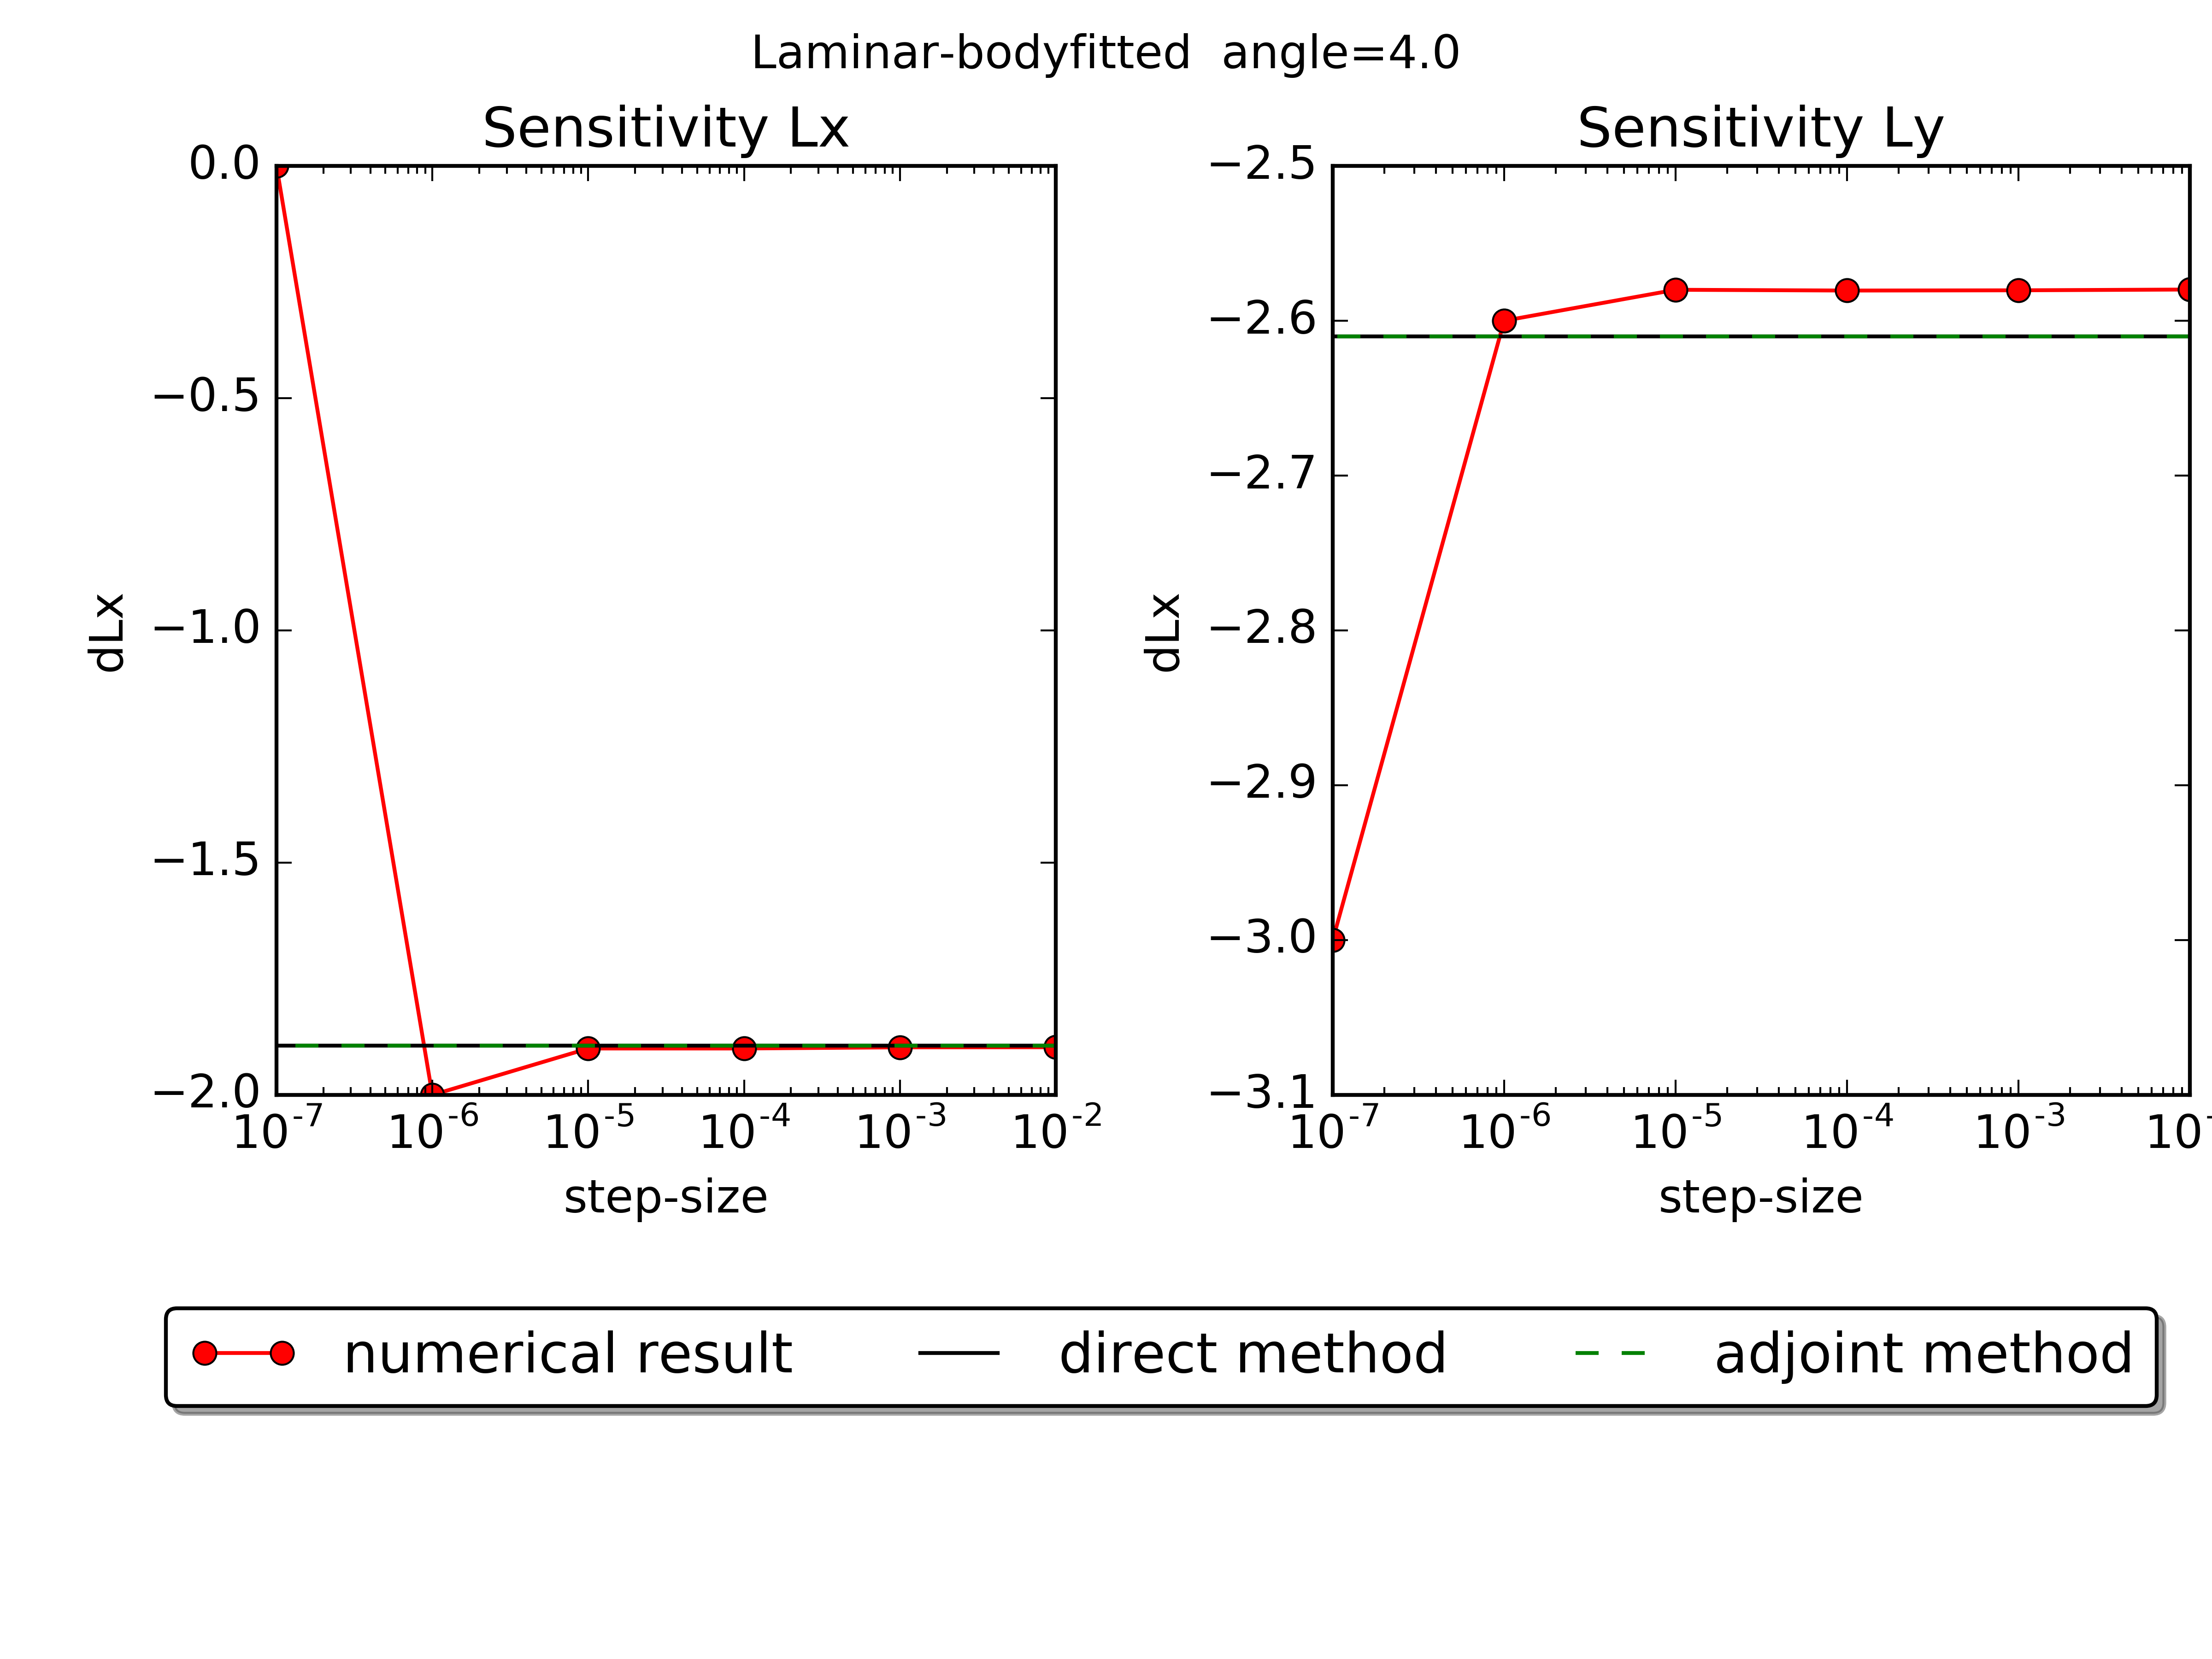 Laminar-bodyfitted angle=4.0
Sensitivity Lx
0.0
−0.5
−1.0
−1.5
−2.0
dLx
10^-7 10^-6 10^-5 10^-4 10^-3 10^-2
step-size
Sensitivity Ly
−2.5
−2.6
−2.7
−2.8
−2.9
−3.0
−3.1
dLx
10^-7 10^-6 10^-5 10^-4 10^-3 10^-
step-size
numerical result direct method adjoint method